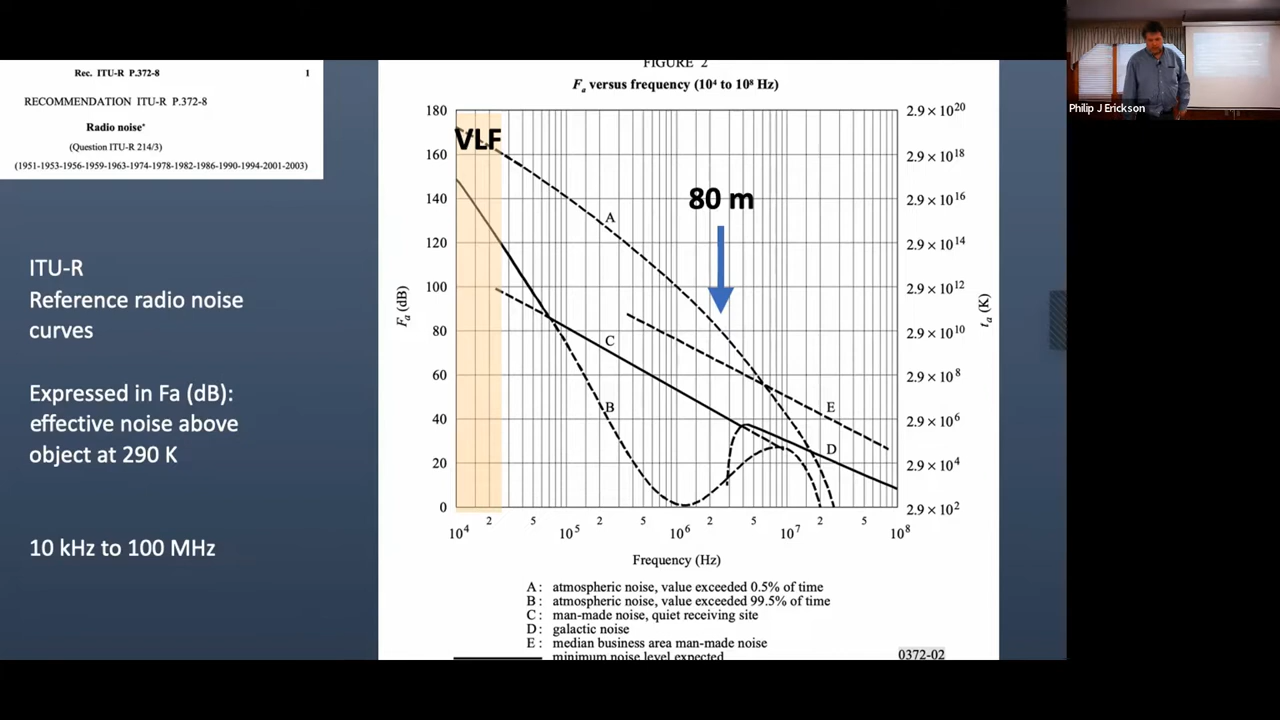 Rec. ITU-R P.372-8 1
RECOMMENDATION ITU-R P.372-8
Radio noise*
(Question ITU-R 214/3)
(1951-1953-1956-1959-1963-1974-1978-1982-1986-1990-1994-2001-2003)
ITU-R
Reference radio noise
curves
Expressed in Fa (dB):
effective noise above
object at 290 K
10 kHz to 100 MHz
FIGURE 2
Fa versus frequency (10⁴ to 10⁸ Hz)
180
160
140
120
100
80
60
40
20
0
Fa (dB)
VLF
80 m
A
B
C
D
E
2.9 × 10²⁰
2.9 × 10¹⁸
2.9 × 10¹⁶
2.9 × 10¹⁴
2.9 × 10¹²
2.9 × 10¹⁰
2.9 × 10⁸
2.9 × 10⁶
2.9 × 10⁴
2.9 × 10²
ta (K)
10⁴ 2 5 10⁵ 2 5 10⁶ 2 5 10⁷ 2 5 10⁸
Frequency (Hz)
A: atmospheric noise, value exceeded 0.5% of time
B: atmospheric noise, value exceeded 99.5% of time
C: man-made noise, quiet receiving site
D: galactic noise
E: median business area man-made noise
minimum noise level expected
0372-02
Philip J Erickson